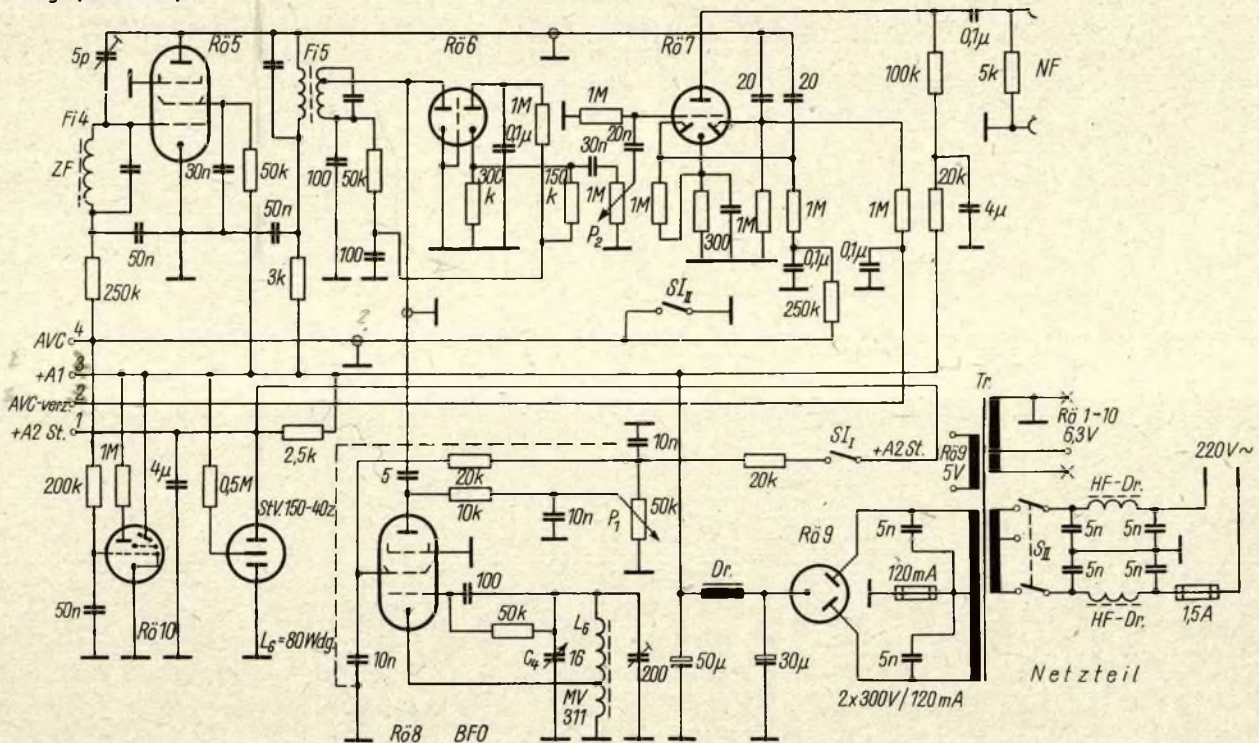 5p
Rö5
Fi5
Rö6
Rö7
0,1µ
100k
5k
NF
Fi4
ZF
30n
50k
50n
50n
250k
3k
100
50k
100
1M
0,1µ
300
k
150
k
30n
1M
20n
1M
P2
1M
300
1M
20
20
1M
0,1µ
250k
0,1µ
1M
20k
4µ
SI II
AVC 4
+A1 3
AVC-verz. 2
+A2 St. 1
2,5k
1M
200k
4µ
0,5M
StV. 150-40z
50n
Rö10
L6=80Wdg.
10n
20k
10k
5
10n
10n
P1
50k
20k
SI I
+A2 St.
100
50k
C4
16
L6
MV
311
200
Rö8
BFO
50µ
Dr.
30µ
Rö9
5n
120mA
5n
2x300V/120mA
Tr.
Rö9
5V
Rö 1-10
6,3V
220V~
HF-Dr.
5n
5n
S II
5n
5n
HF-Dr.
1,5A
Netzteil